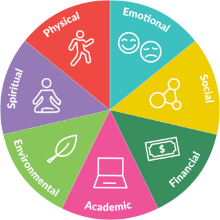 Physical
Emotional
Social
Financial
Academic
Environmental
Spiritual
$